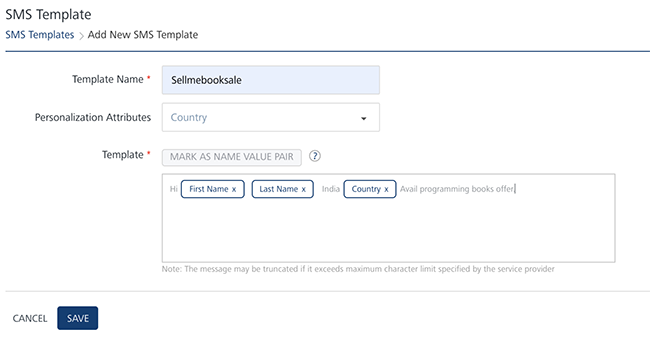 SMS Template
SMS Templates > Add New SMS Template
Template Name * Sellmebooksale
Personalization Attributes Country
Template * MARK AS NAME VALUE PAIR ?
Hi First Name x Last Name x India Country x Avail programming books offer
Note: The message may be truncated if it exceeds maximum character limit specified by the service provider
CANCEL SAVE